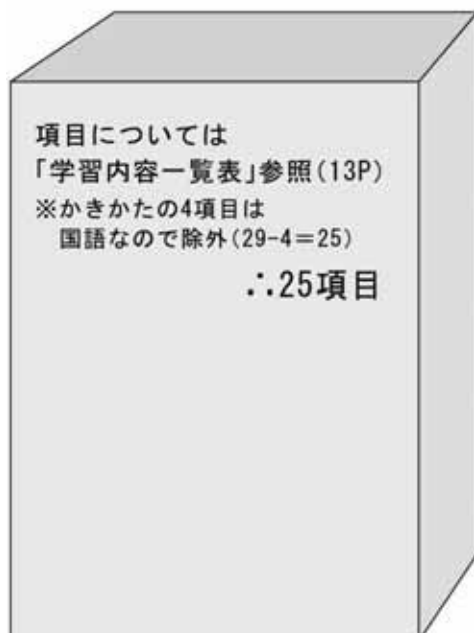 項目については
「学習内容一覧表」参照(13P)
※かきかたの4項目は
国語なので除外(29-4=25)
∴25項目